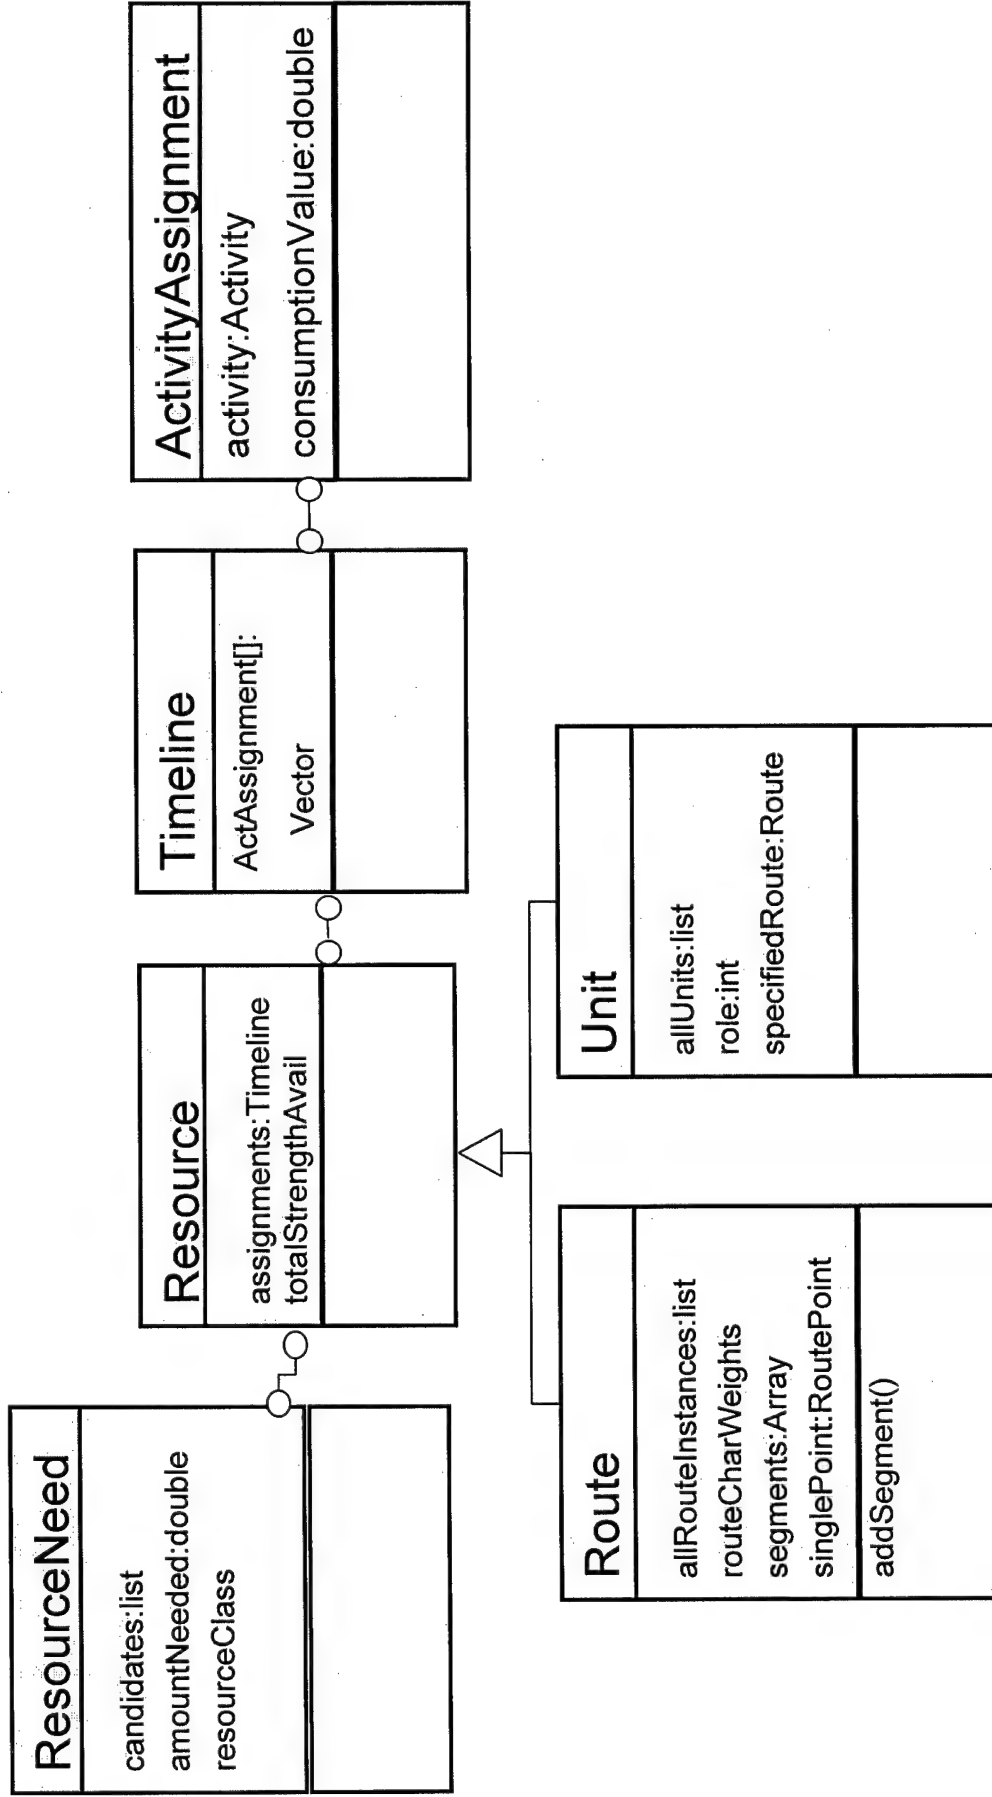 ResourceNeed
candidates:list
amountNeeded:double
resourceClass
Resource
assignments:Timeline
totalStrengthAvail
Timeline
ActAssignment[]:
Vector
ActivityAssignment
activity:Activity
consumptionValue:double
Route
allRouteInstances:list
routeCharWeights
segments:Array
singlePoint:RoutePoint
addSegment()
Unit
allUnits:list
role:int
specifiedRoute:Route